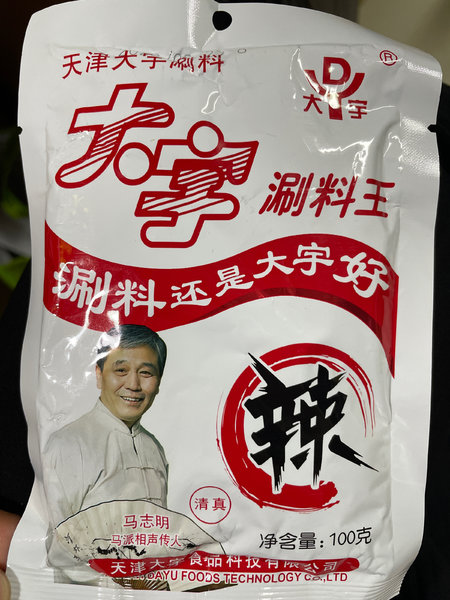 天津大宇涮料
®
大宇
大宇
涮料王
涮料还是大宇好
辣
清真
马志明
马派相声传人
净含量: 100克
天津大宇食品科技有限公司
DAYU FOODS TECHNOLOGY CO.,LTD